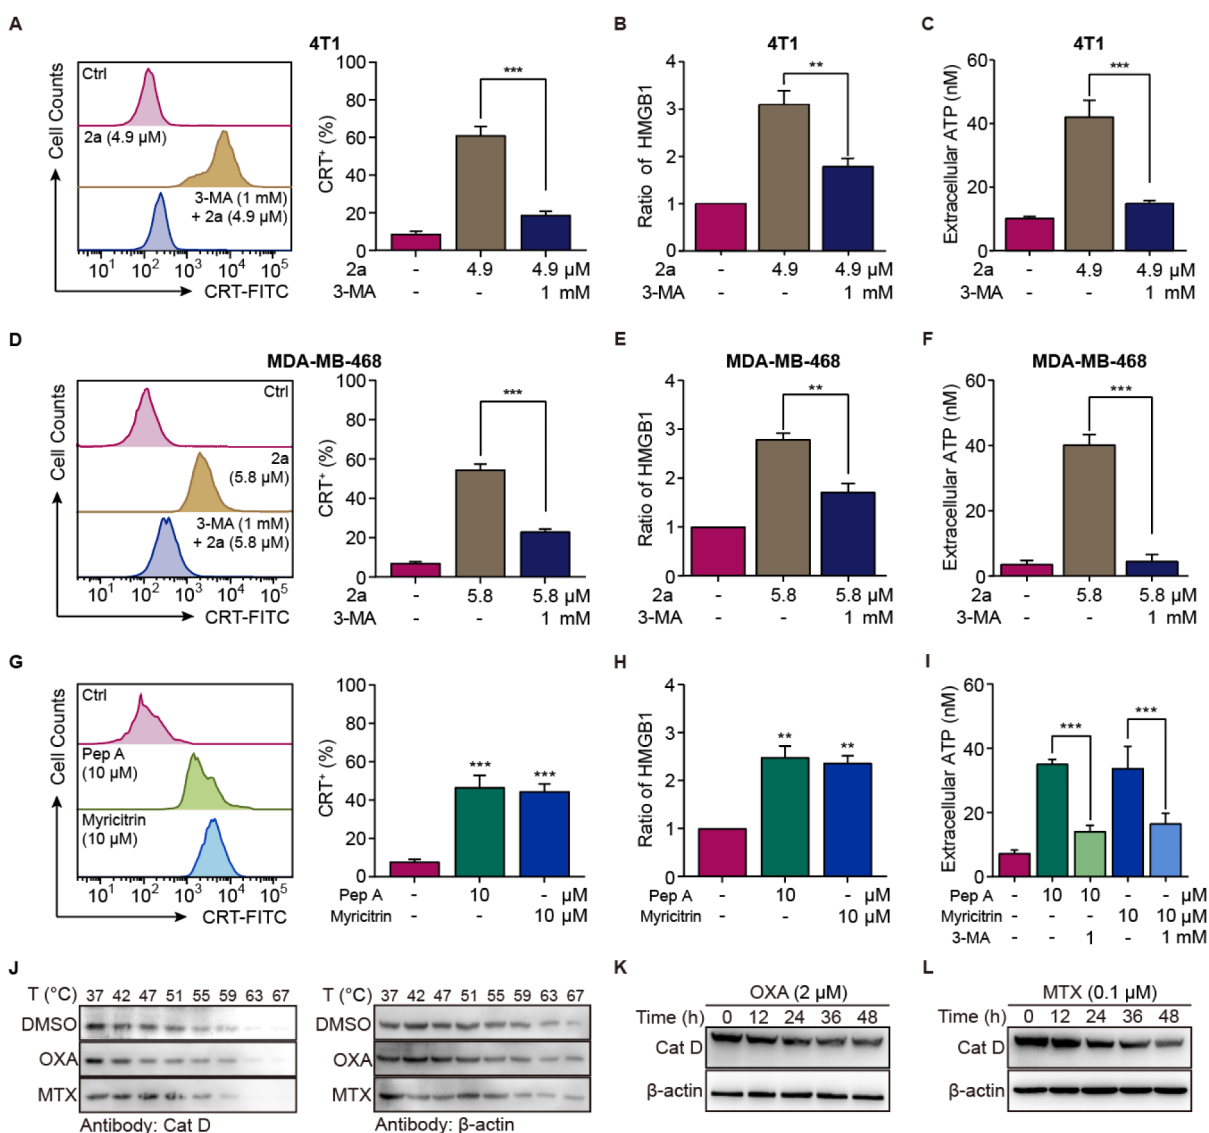 A
4T1
Cell Counts
Ctrl
2a (4.9 µM)
3-MA (1 mM)
+ 2a (4.9 µM)
10¹ 10² 10³ 10⁴ 10⁵
CRT-FITC
CRT⁺ (%)
100
80
60
40
20
0
***
2a - 4.9 4.9 µM
3-MA - - 1 mM
B
4T1
Ratio of HMGB1
4
3
2
1
0
**
2a - 4.9 4.9 µM
3-MA - - 1 mM
C
4T1
Extracellular ATP (nM)
60
40
20
0
***
2a - 4.9 4.9 µM
3-MA - - 1 mM
D
MDA-MB-468
Cell Counts
Ctrl
2a
(5.8 µM)
3-MA (1 mM)
+ 2a (5.8 µM)
10¹ 10² 10³ 10⁴ 10⁵
CRT-FITC
CRT⁺ (%)
100
80
60
40
20
0
***
2a - 5.8 5.8 µM
3-MA - - 1 mM
E
MDA-MB-468
Ratio of HMGB1
4
3
2
1
0
**
2a - 5.8 5.8 µM
3-MA - - 1 mM
F
MDA-MB-468
Extracellular ATP (nM)
60
40
20
0
***
2a - 5.8 5.8 µM
3-MA - - 1 mM
G
Cell Counts
Ctrl
Pep A
(10 µM)
Myricitrin
(10 µM)
10¹ 10² 10³ 10⁴ 10⁵
CRT-FITC
CRT⁺ (%)
100
80
60
40
20
0
*** ***
Pep A - 10 - µM
Myricitrin - - 10 µM
H
Ratio of HMGB1
4
3
2
1
0
** **
Pep A - 10 - µM
Myricitrin - - 10 µM
I
Extracellular ATP (nM)
60
40
20
0
*** ***
Pep A - 10 10 - - µM
Myricitrin - - - 10 10 µM
3-MA - - 1 - 1 mM
J
T (°C) 37 42 47 51 55 59 63 67
DMSO
OXA
MTX
Antibody: Cat D
T (°C) 37 42 47 51 55 59 63 67
DMSO
OXA
MTX
Antibody: β-actin
K
OXA (2 µM)
Time (h) 0 12 24 36 48
Cat D
β-actin
L
MTX (0.1 µM)
Time (h) 0 12 24 36 48
Cat D
β-actin